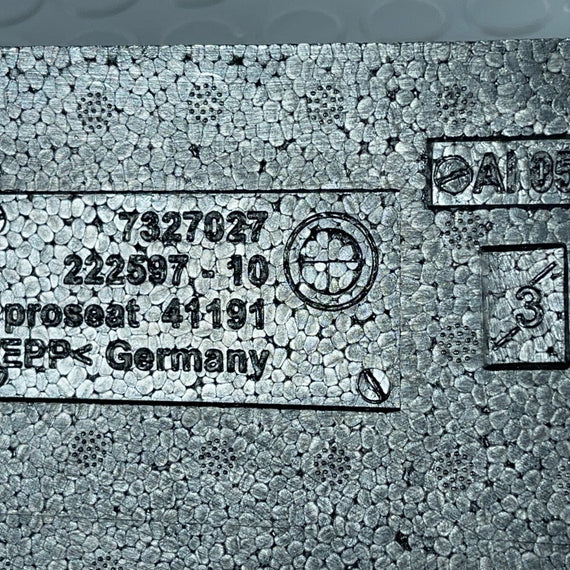 AI 05
7327027
222597 - 10
proseat 41191
EPP< Germany
3